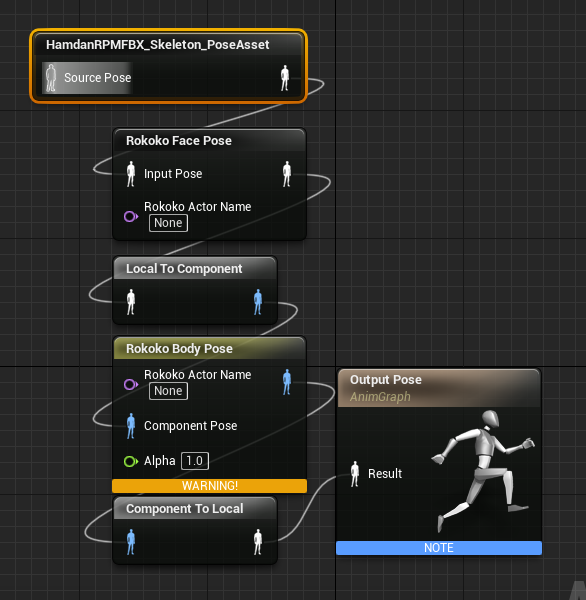 HamdanRPMFBX_Skeleton_PoseAsset
Source Pose
Rokoko Face Pose
Input Pose
Rokoko Actor Name
None
Local To Component
Rokoko Body Pose
Rokoko Actor Name
None
Component Pose
Alpha 1.0
WARNING!
Component To Local
Output Pose
AnimGraph
Result
NOTE